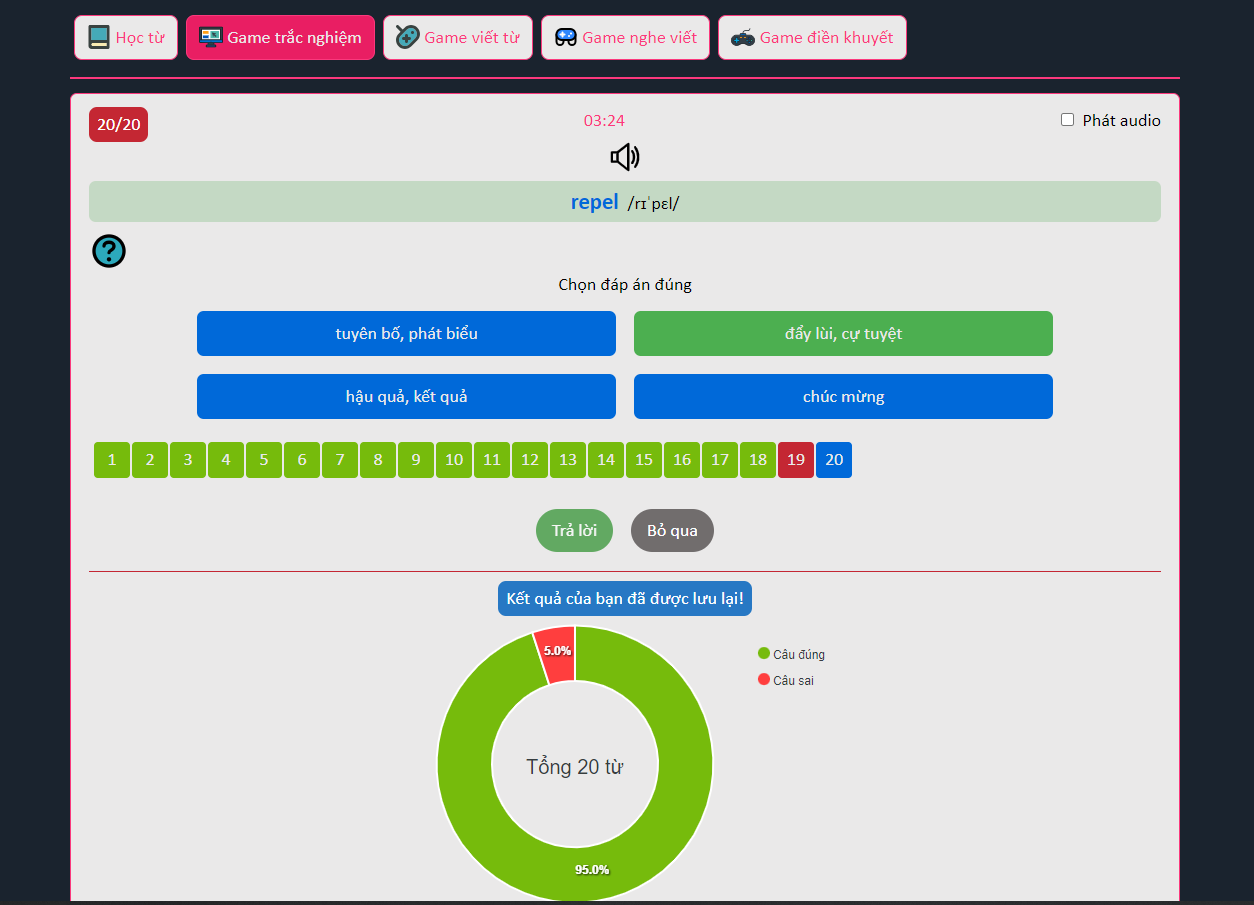 Học từ Game trắc nghiệm Game viết từ Game nghe viết Game điền khuyết
20/20 03:24 Phát audio
repel /rɪˈpɛl/
?
Chọn đáp án đúng
tuyên bố, phát biểu đẩy lùi, cự tuyệt
hậu quả, kết quả chúc mừng
1 2 3 4 5 6 7 8 9 10 11 12 13 14 15 16 17 18 19 20
Trả lời Bỏ qua
Kết quả của bạn đã được lưu lại!
5.0% Câu đúng
Câu sai
Tổng 20 từ
95.0%